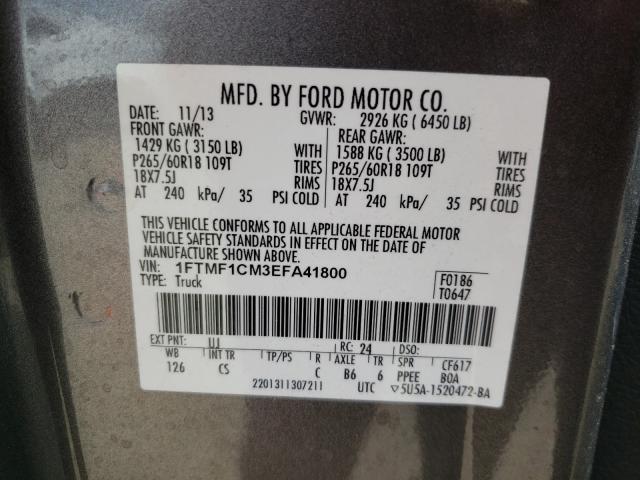 MFD. BY FORD MOTOR CO.
DATE: 11/13 GVWR: 2926 KG ( 6450 LB)
FRONT GAWR: REAR GAWR:
1429 KG ( 3150 LB) WITH 1588 KG ( 3500 LB) WITH
P265/60R18 109T TIRES P265/60R18 109T TIRES
18X7.5J RIMS 18X7.5J RIMS
AT 240 kPa/ 35 PSI COLD AT 240 kPa/ 35 PSI COLD
THIS VEHICLE CONFORMS TO ALL APPLICABLE FEDERAL MOTOR
VEHICLE SAFETY STANDARDS IN EFFECT ON THE DATE OF
MANUFACTURE SHOWN ABOVE.
VIN: 1FTMF1CM3EFA41800 F0186
TYPE: Truck T0647
EXT PNT: UJ RC: 24 DSO:
WB INT TR TP/PS R AXLE TR SPR CF617
126 CS C B6 6 PPEE B0A
2201311307211 UTC ▽5U5A-1520472-BA